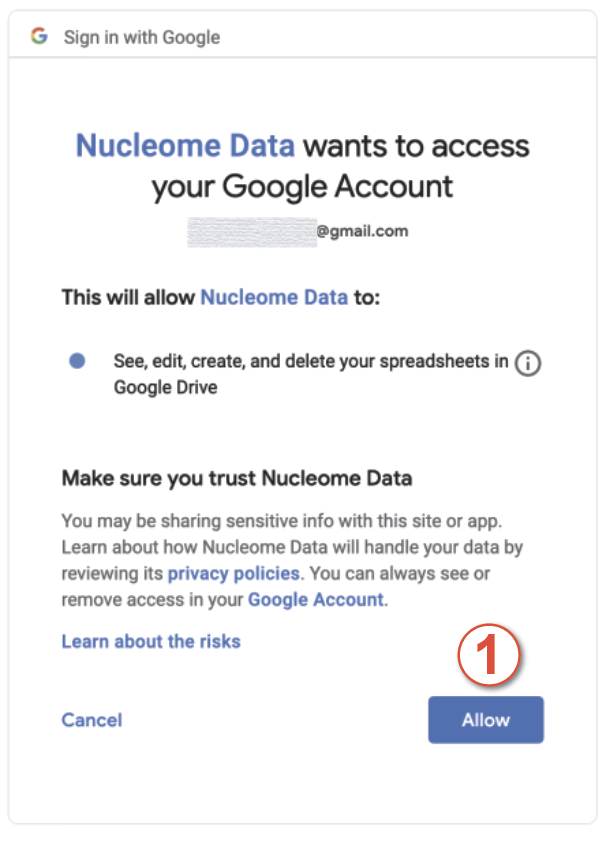 Sign in with Google
Nucleome Data wants to access
your Google Account
@gmail.com
This will allow Nucleome Data to:
See, edit, create, and delete your spreadsheets in
Google Drive
Make sure you trust Nucleome Data
You may be sharing sensitive info with this site or app.
Learn about how Nucleome Data will handle your data by
reviewing its privacy policies. You can always see or
remove access in your Google Account.
Learn about the risks
1
Cancel
Allow